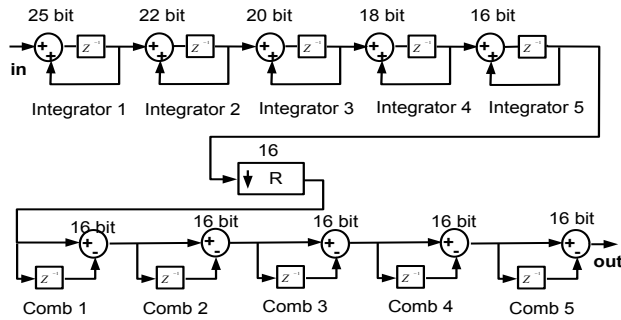 25 bit 22 bit 20 bit 18 bit 16 bit
+ Z⁻¹ + Z⁻¹ + Z⁻¹ + Z⁻¹ + Z⁻¹
in + + + + +
Integrator 1 Integrator 2 Integrator 3 Integrator 4 Integrator 5
16
R
16 bit 16 bit 16 bit 16 bit 16 bit
+ - + - + - + - + -
out
Z⁻¹ Z⁻¹ Z⁻¹ Z⁻¹ Z⁻¹
Comb 1 Comb 2 Comb 3 Comb 4 Comb 5